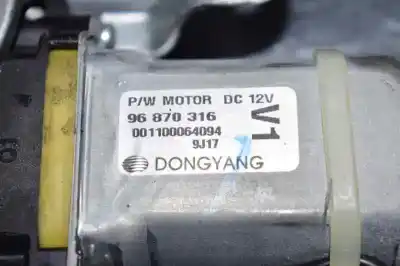 P/W MOTOR DC 12V
96 870 316
001100064094
9J17
V1
DONGYANG